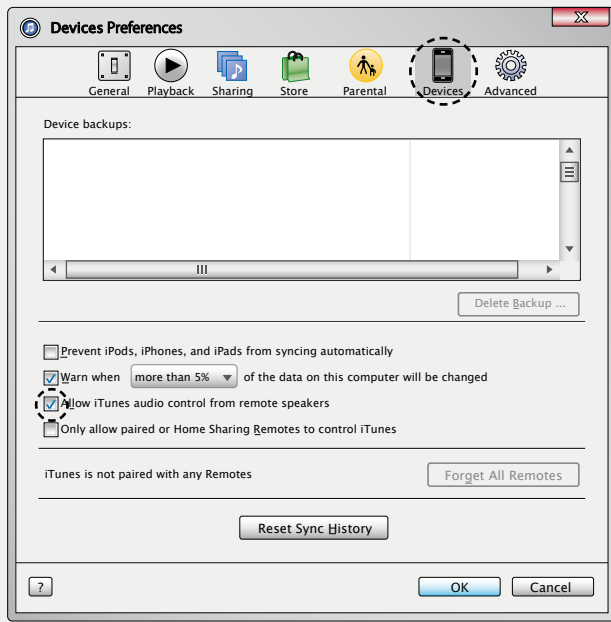 Devices Preferences
General Playback Sharing Store Parental Devices Advanced
Device backups:
Delete Backup ...
Prevent iPods, iPhones, and iPads from syncing automatically
Warn when more than 5% of the data on this computer will be changed
Allow iTunes audio control from remote speakers
Only allow paired or Home Sharing Remotes to control iTunes
iTunes is not paired with any Remotes Forget All Remotes
Reset Sync History
? OK Cancel